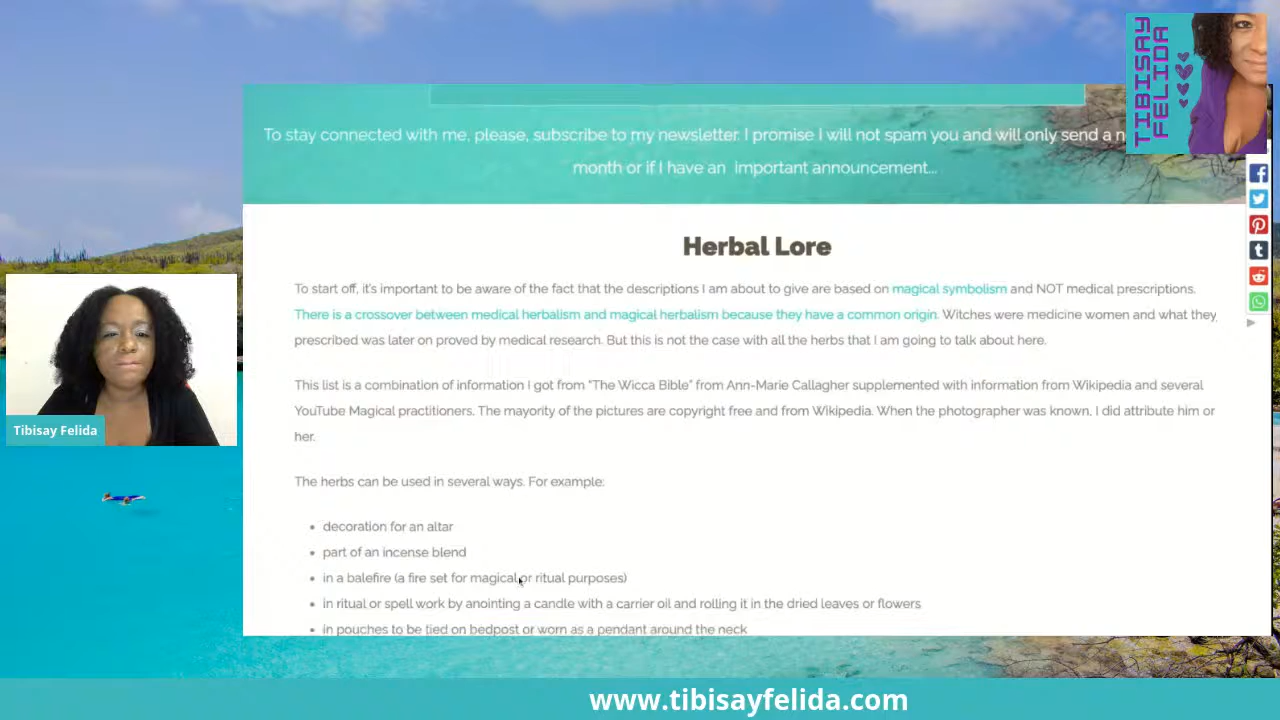 TIBISAY
FELIDA
To stay connected with me, please, subscribe to my newsletter. I promise I will not spam you and will only send a
month or if I have an important announcement...
Herbal Lore
To start off, it's important to be aware of the fact that the descriptions I am about to give are based on magical symbolism and NOT medical prescriptions.
There is a crossover between medical herbalism and magical herbalism because they have a common origin. Witches were medicine women and what they
prescribed was later on proved by medical research. But this is not the case with all the herbs that I am going to talk about here.
This list is a combination of information I got from "The Wicca Bible" from Ann-Marie Callagher supplemented with information from Wikipedia and several
YouTube Magical practitioners. The mayority of the pictures are copyright free and from Wikipedia. When the photographer was known, I did attribute him or
her.
The herbs can be used in several ways. For example:
• decoration for an altar
• part of an incense blend
• in a balefire (a fire set for magical or ritual purposes)
• in ritual or spell work by anointing a candle with a carrier oil and rolling it in the dried leaves or flowers
• in pouches to be tied on bedpost or worn as a pendant around the neck
Tibisay Felida
www.tibisayfelida.com